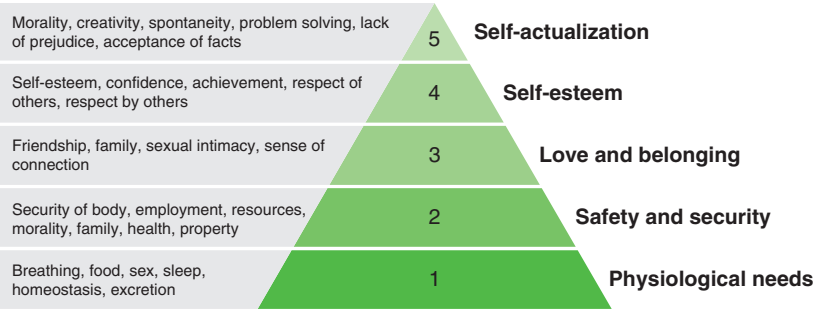 Morality, creativity, spontaneity, problem solving, lack
of prejudice, acceptance of facts
5
Self-actualization
Self-esteem, confidence, achievement, respect of
others, respect by others
4
Self-esteem
Friendship, family, sexual intimacy, sense of
connection
3
Love and belonging
Security of body, employment, resources,
morality, family, health, property
2
Safety and security
Breathing, food, sex, sleep,
homeostasis, excretion
1
Physiological needs